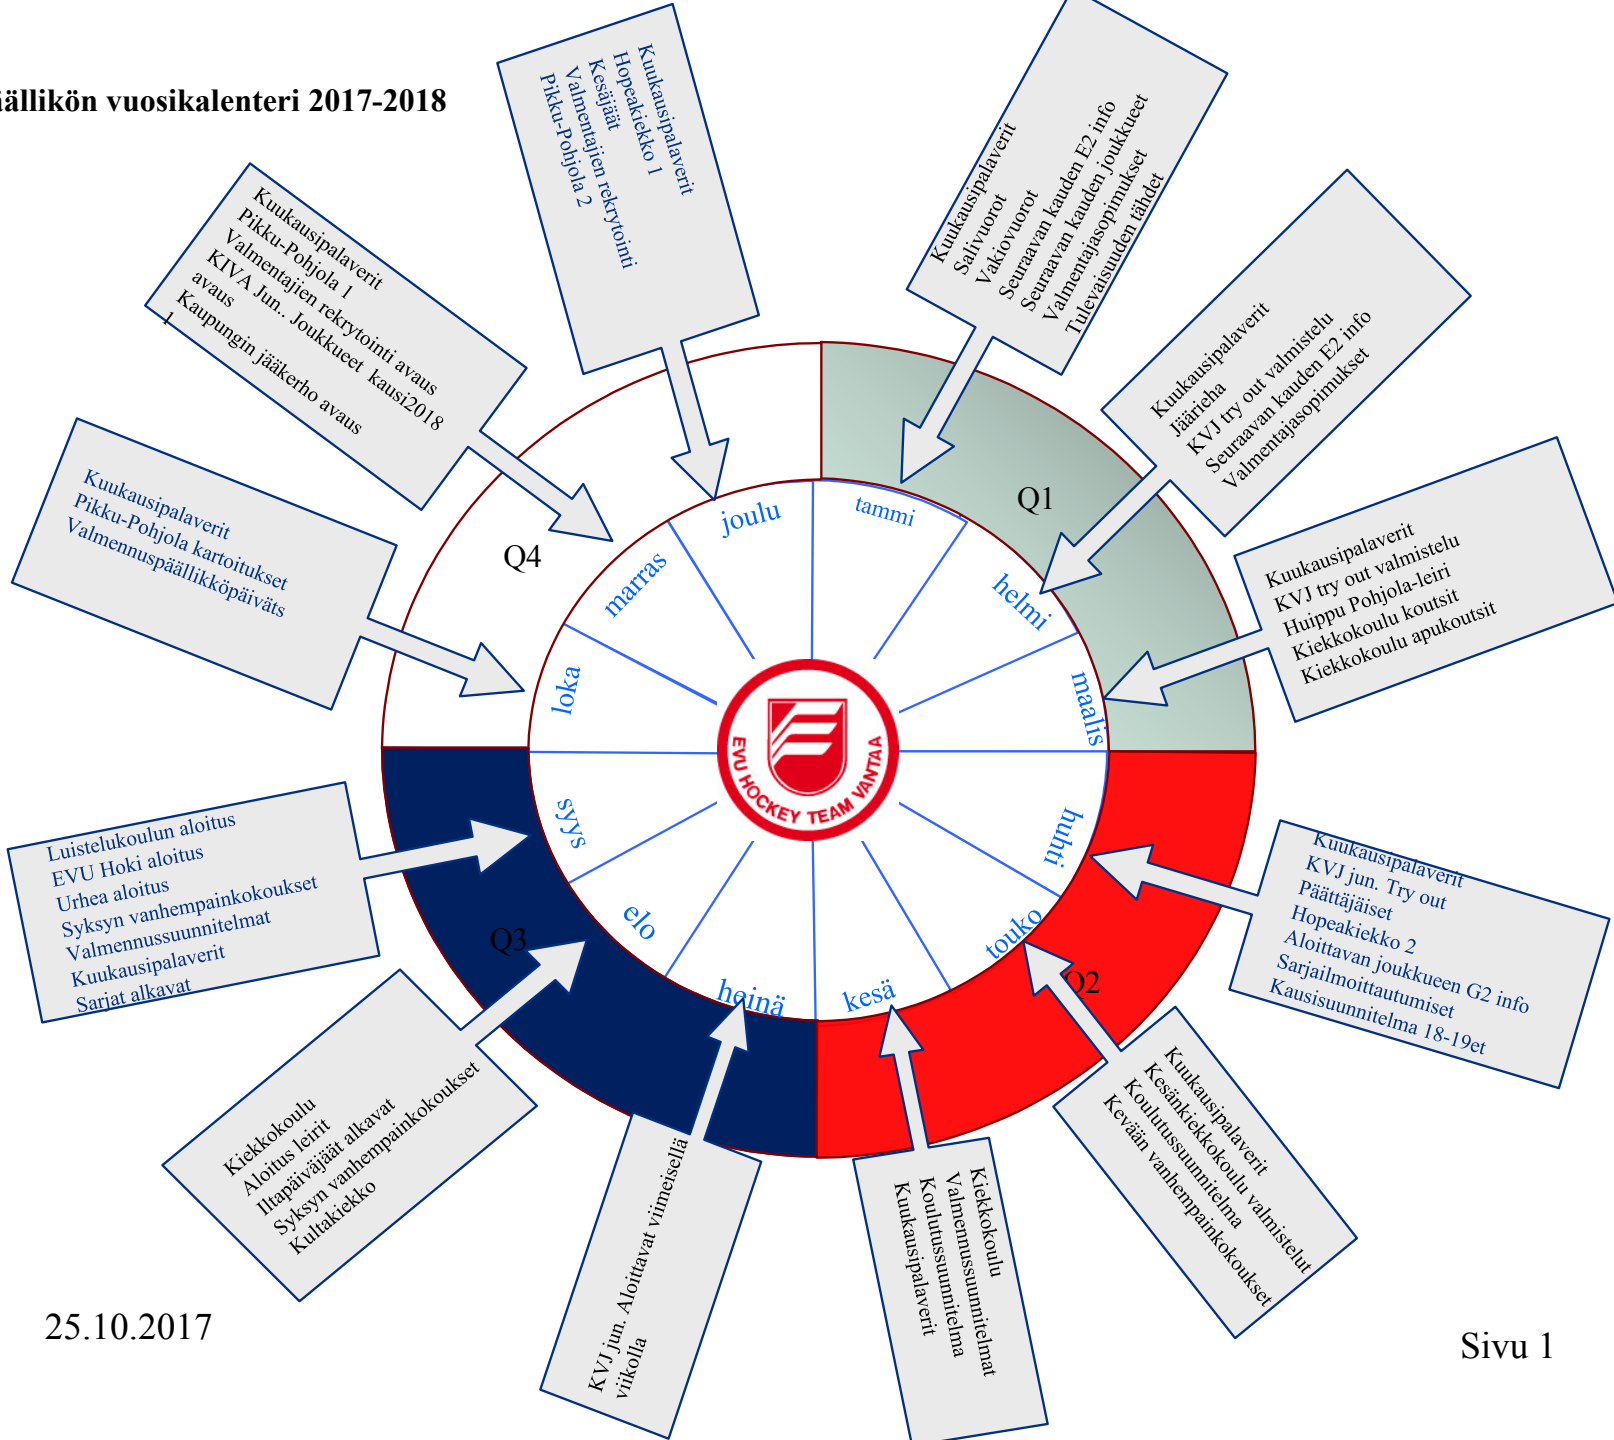 äällikön vuosikalenteri 2017-2018
Kuukausipalaverit
Hopeakiekko 1
Kesäjäät
Valmentajien rekrytointi
Pikku-Pohjola 2
Kuukausipalaverit
Salivuorot
Vakiovuorot
Seuraavan kauden E2 info
Seuraavan kauden joukkueet
Valmentajasopimukset
Tulevaisuuden tähdet
Kuukausipalaverit
Jäärieha
KVJ try out valmistelu
Seuraavan kauden E2 info
Valmentajasopimukset
Kuukausipalaverit
KVJ try out valmistelu
Huippu Pohjola-leiri
Kiekkokoulu koutsit
Kiekkokoulu apukoutsit
Kuukausipalaverit
KVJ jun. Try out
Päättäjäiset
Hopeakiekko 2
Aloittavan joukkueen G2 info
Sarjailmoittautumiset
Kausisuunnitelma 18-19et
Kuukausipalaverit
Kesänkiekkokoulu valmistelut
Koulutussuunnitelma
Kevään vanhempainkokoukset
Kiekkokoulu
Valmennussuunnitelmat
Koulutussuunnitelma
Kuukausipalaverit
KVJ jun. Aloittavat viimeisellä
viikolla
Kiekkokoulu
Aloitus leirit
Iltapäiväjäät alkavat
Syksyn vanhempainkokoukset
Kultakiekko
Luistelukoulun aloitus
EVU Hoki aloitus
Urhea aloitus
Syksyn vanhempainkokoukset
Valmennussuunnitelmat
Kuukausipalaverit
Sarjat alkavat
Kuukausipalaverit
Pikku-Pohjola kartoitukset
Valmennuspäällikköpäiväts
Kuukausipalaverit
Pikku-Pohjola 1
Valmentajien rekrytointi avaus
KIVA Jun.. Joukkueet kausi2018
avaus
Kaupungin jääkerho avaus
1
Q1
Q2
Q3
Q4
tammi
helmi
maalis
huhti
touko
kesä
heinä
elo
syys
loka
marras
joulu
EVU HOCKEY TEAM VANTAA
25.10.2017
Sivu 1